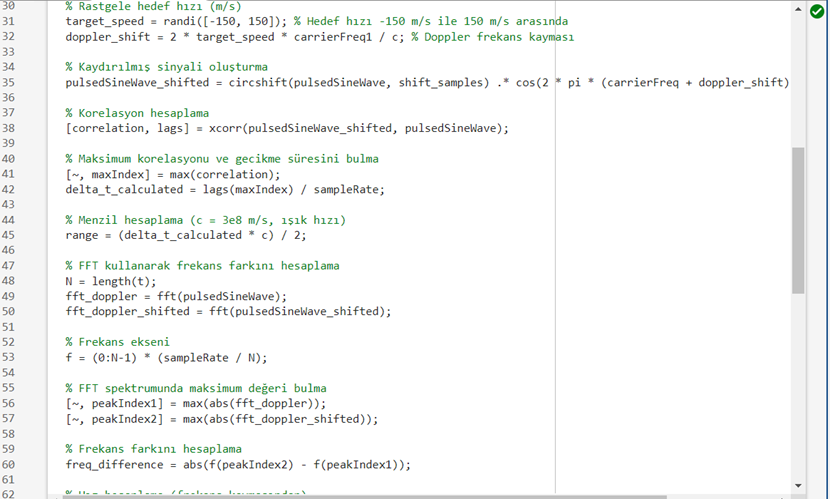 30 % Rastgele hedef hızı (m/s)
31 target_speed = randi([-150, 150]); % Hedef hızı -150 m/s ile 150 m/s arasında
32 doppler_shift = 2 * target_speed * carrierFreq1 / c; % Doppler frekans kayması
33
34 % Kaydırılmış sinyali oluşturma
35 pulsedSineWave_shifted = circshift(pulsedSineWave, shift_samples) .* cos(2 * pi * (carrierFreq + doppler_shift)
36
37 % Korelasyon hesaplama
38 [correlation, lags] = xcorr(pulsedSineWave_shifted, pulsedSineWave);
39
40 % Maksimum korelasyonu ve gecikme süresini bulma
41 [~, maxIndex] = max(correlation);
42 delta_t_calculated = lags(maxIndex) / sampleRate;
43
44 % Menzil hesaplama (c = 3e8 m/s, ışık hızı)
45 range = (delta_t_calculated * c) / 2;
46
47 % FFT kullanarak frekans farkını hesaplama
48 N = length(t);
49 fft_doppler = fft(pulsedSineWave);
50 fft_doppler_shifted = fft(pulsedSineWave_shifted);
51
52 % Frekans ekseni
53 f = (0:N-1) * (sampleRate / N);
54
55 % FFT spektrumunda maksimum değeri bulma
56 [~, peakIndex1] = max(abs(fft_doppler));
57 [~, peakIndex2] = max(abs(fft_doppler_shifted));
58
59 % Frekans farkını hesaplama
60 freq_difference = abs(f(peakIndex2) - f(peakIndex1));
61
62